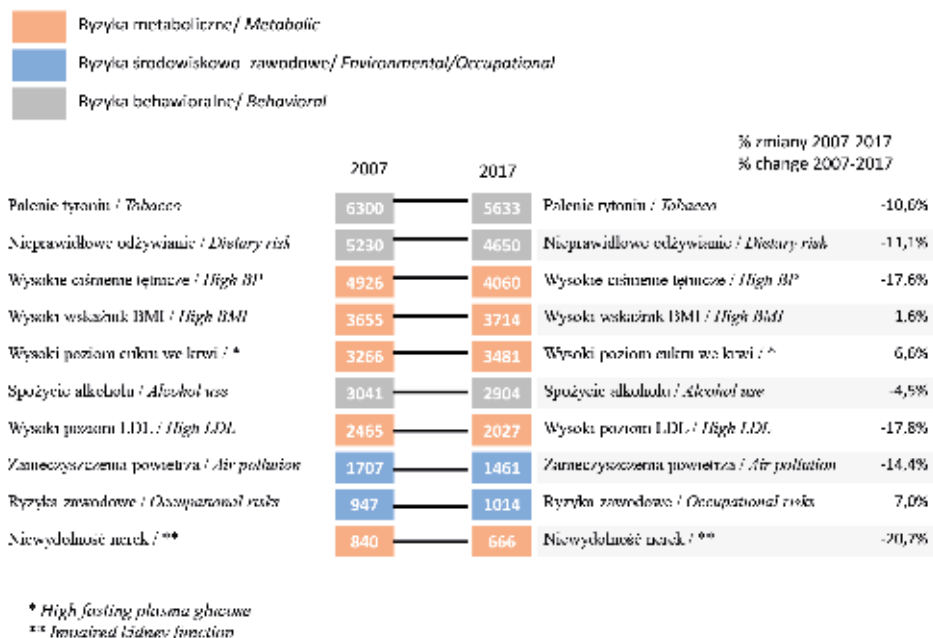 Ryzyka metaboliczne/ Metabolic
Ryzyka środowiskowo zawodowe/ Environmental/Occupational
Ryzyka behawioralne/ Behavioral
% zmiany 2007-2017
% change 2007-2017
2007 2017
Palenie tytoniu / Tobacco 6300 5633 Palenie tytoniu / Tobacco -10,6%
Nieprawidłowe odżywianie / Dietary risk 5230 4650 Nieprawidłowe odżywianie / Dietary risk -11,1%
Wysokie ciśnienie tętnicze / High BP 4926 4060 Wysokie ciśnienie tętnicze / High BP -17,6%
Wysoki wskaźnik BMI / High BMI 3655 3714 Wysoki wskaźnik BMI / High BMI 1,6%
Wysoki poziom cukru we krwi / * 3266 3481 Wysoki poziom cukru we krwi / * 6,6%
Spożycie alkoholu / Alcohol use 3041 2904 Spożycie alkoholu / Alcohol use -4,5%
Wysoki poziom LDL / High LDL 2465 2027 Wysoki poziom LDL / High LDL -17,8%
Zanieczyszczenia powietrza / Air pollution 1707 1461 Zanieczyszczenia powietrza / Air pollution -14,4%
Ryzyka zawodowe / Occupational risks 947 1014 Ryzyka zawodowe / Occupational risks 7,0%
Niewydolność nerek / ** 840 666 Niewydolność nerek / ** -20,7%
* High fasting plasma glucose
** Impaired kidney function